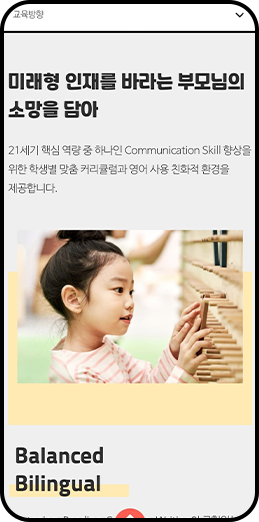 교육방향
미래형 인재를 바라는 부모님의
소망을 담아
21세기 핵심 역량 중 하나인 Communication Skill 향상을
위한 학생별 맞춤 커리큘럼과 영어 사용 친화적 환경을
제공합니다.
Balanced
Bilingual